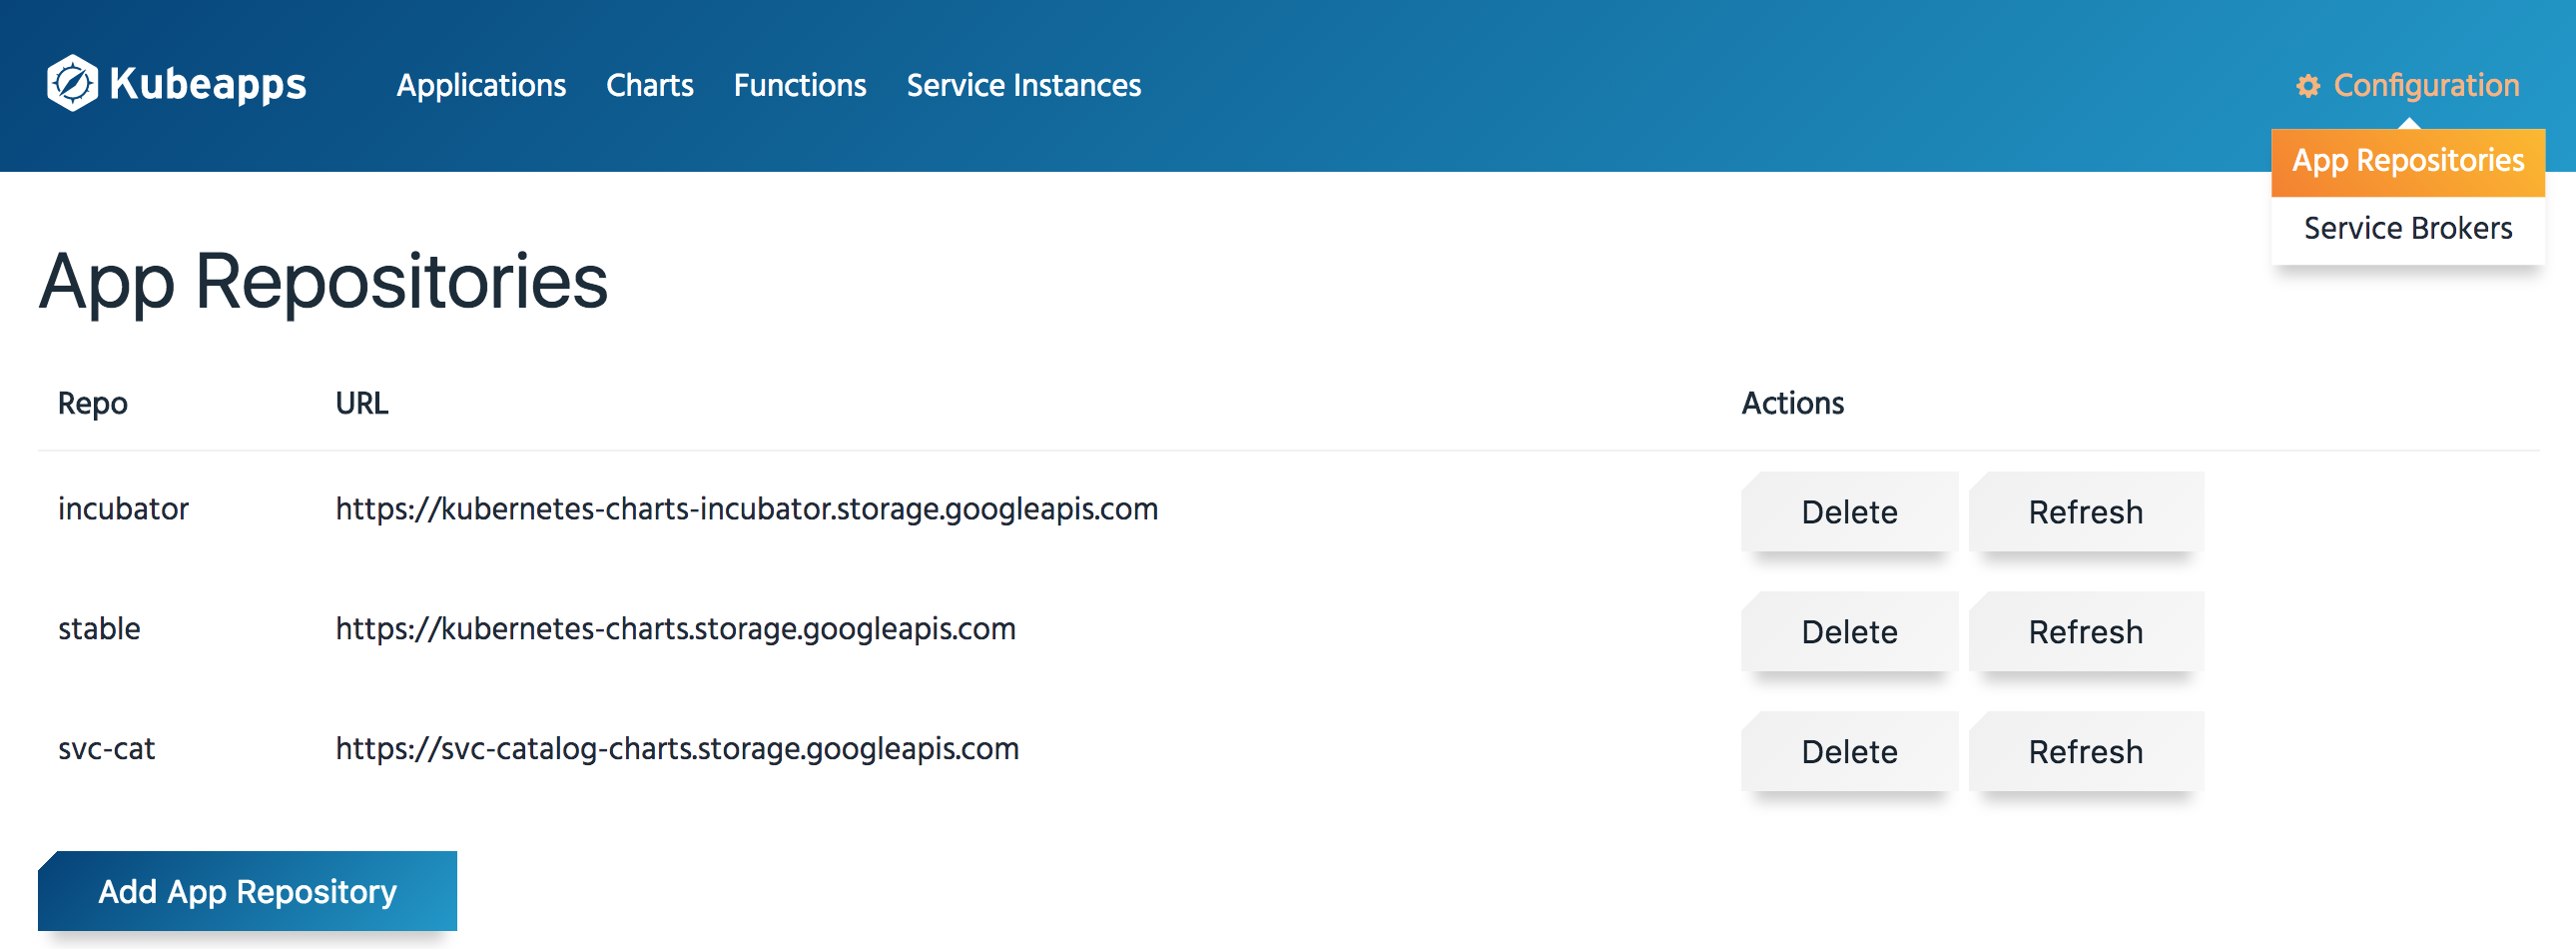 Kubeapps Applications Charts Functions Service Instances Configuration
App Repositories
Service Brokers
App Repositories
Repo URL Actions
incubator https://kubernetes-charts-incubator.storage.googleapis.com Delete Refresh
stable https://kubernetes-charts.storage.googleapis.com Delete Refresh
svc-cat https://svc-catalog-charts.storage.googleapis.com Delete Refresh
Add App Repository